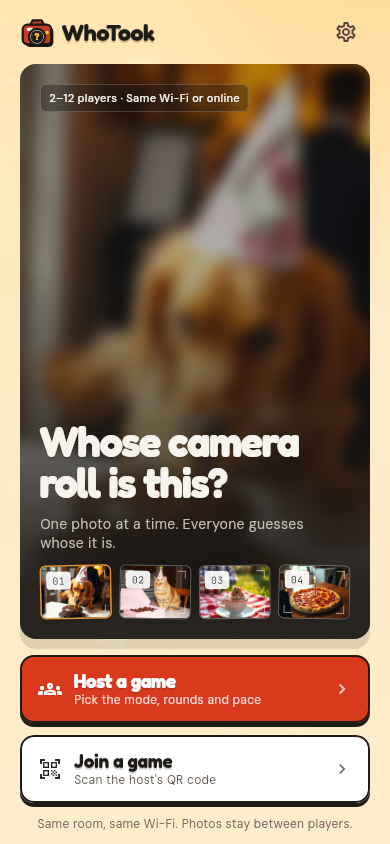 WhoTook
2–12 players · Same Wi-Fi or online
Whose camera
roll is this?
One photo at a time. Everyone guesses
whose it is.
01
02
03
04
Host a game
Pick the mode, rounds and pace
Join a game
Scan the host's QR code
Same room, same Wi-Fi. Photos stay between players.